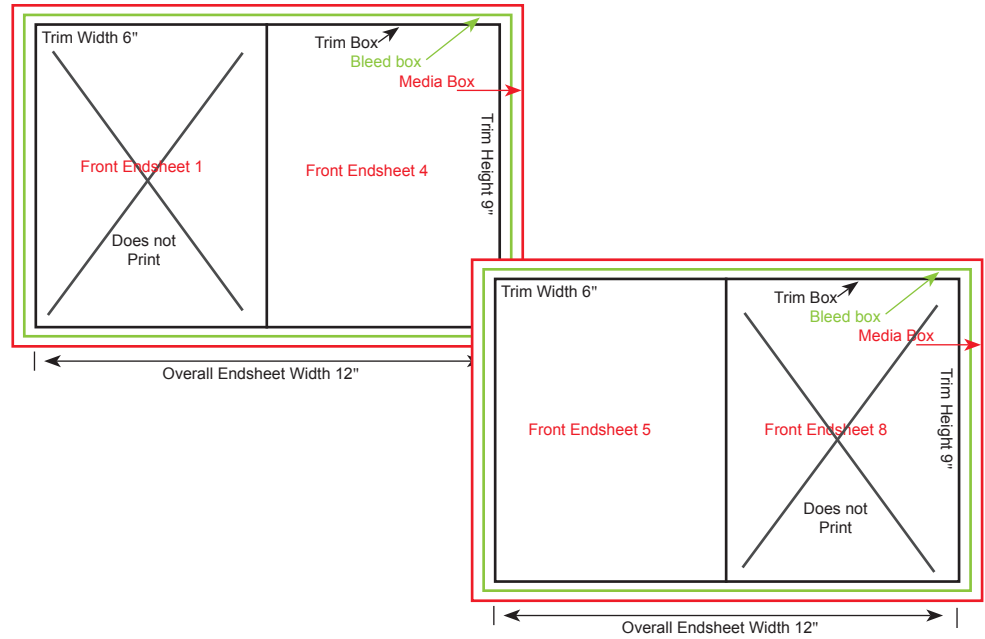 Trim Width 6"
Trim Box
Bleed box
Media Box
Trim Height 9"
Front Endsheet 1
Front Endsheet 4
Does not
Print
Overall Endsheet Width 12"
Trim Width 6"
Trim Box
Bleed box
Media Box
Trim Height 9"
Front Endsheet 5
Front Endsheet 8
Does not
Print
Overall Endsheet Width 12"